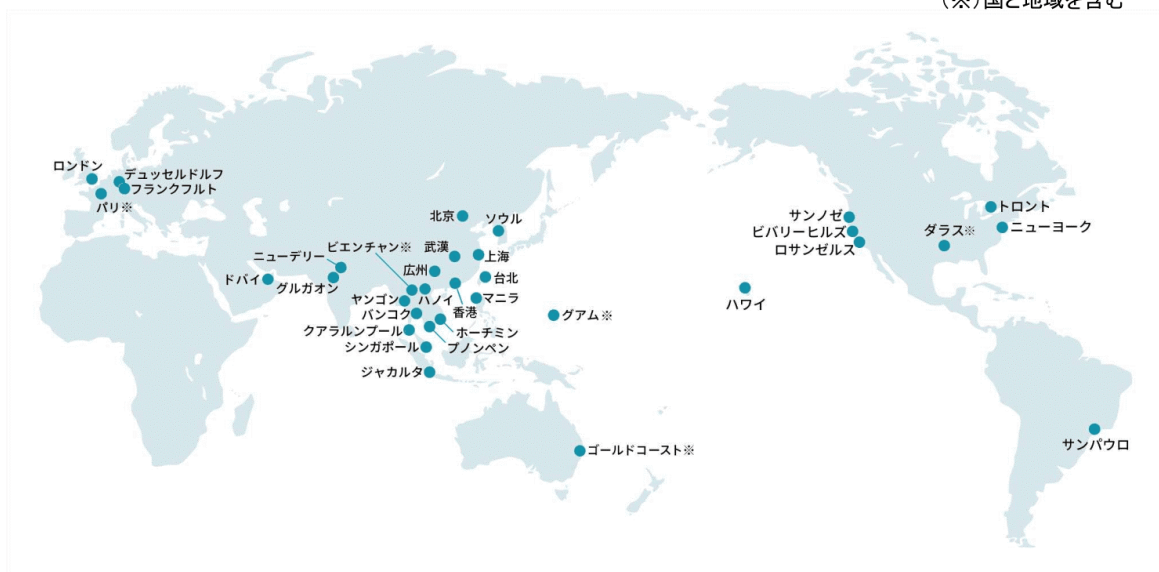 (※)国と地域を含む
ロンドン
デュッセルドルフ
フランクフルト
パリ※
北京
ソウル
ビエンチャン※
武漢
上海
ニューデリー
広州
台北
ドバイ
グルガオン
ヤンゴン
ハノイ
マニラ
香港
バンコク
クアラルンプール
ホーチミン
シンガポール
プノンペン
ジャカルタ
グアム※
ゴールドコースト※
サンノゼ
ビバリーヒルズ
ロサンゼルス
ダラス※
トロント
ニューヨーク
ハワイ
サンパウロ